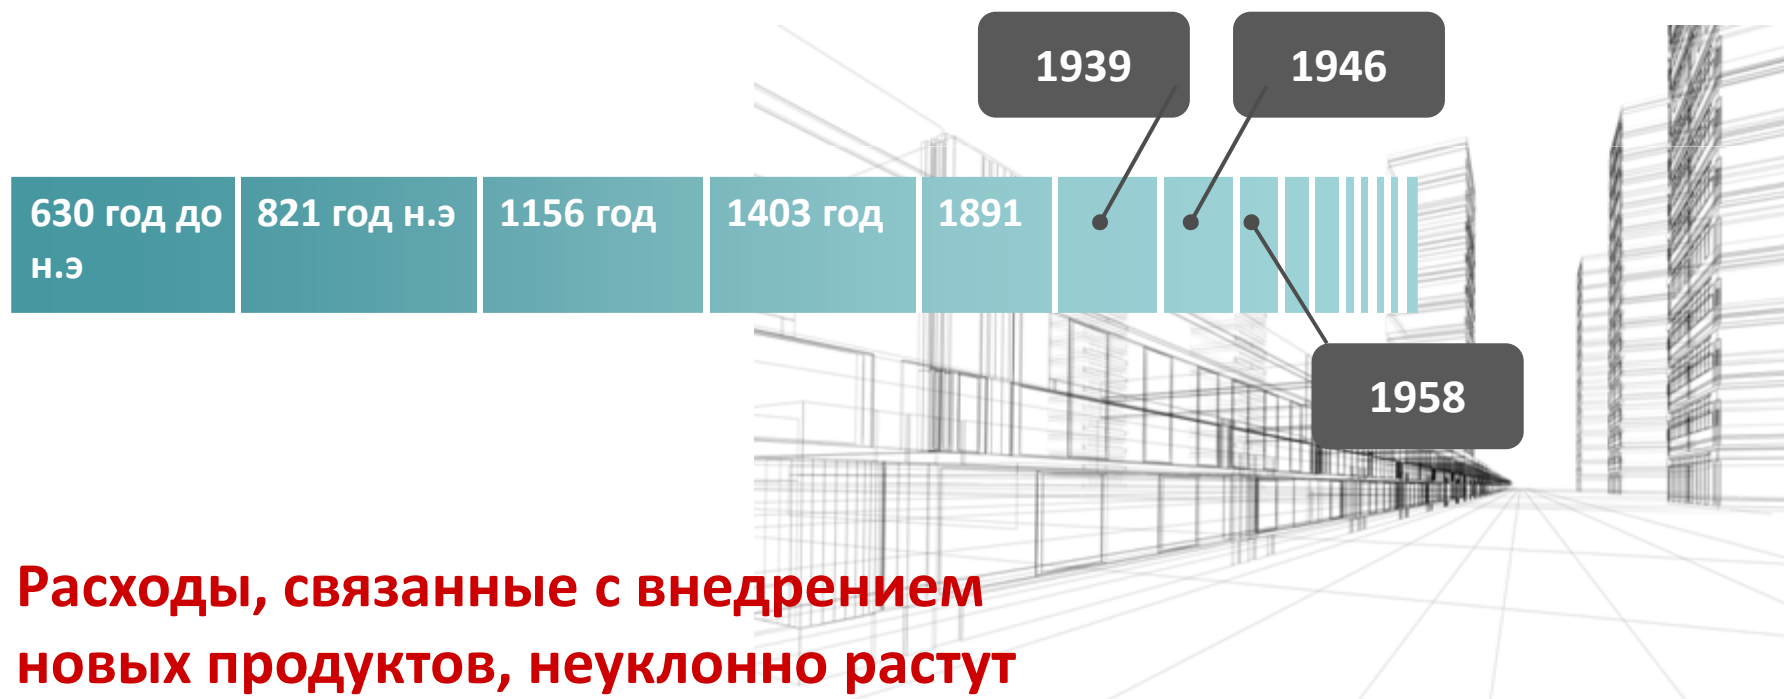 1939
1946
630 год до
н.э
821 год н.э
1156 год
1403 год
1891
1958
Расходы, связанные с внедрением
новых продуктов, неуклонно растут